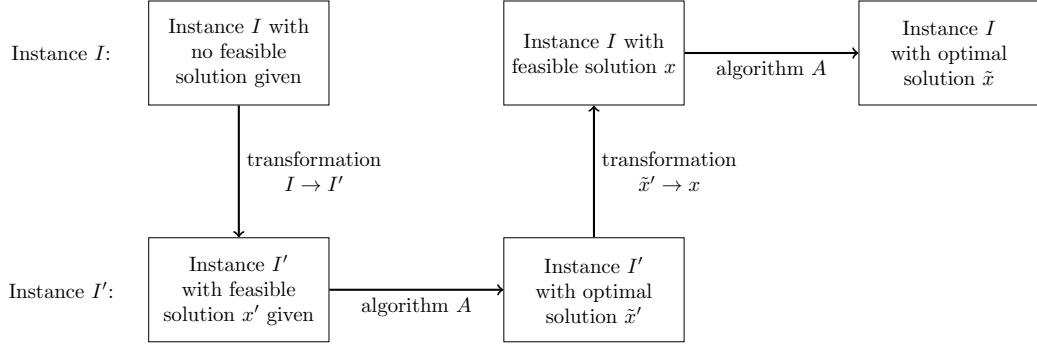 Instance I:
Instance I with
no feasible
solution given
Instance I with
feasible solution x
algorithm A
Instance I
with optimal
solution x̃
transformation
I → I′
transformation
x̃′ → x
Instance I′:
Instance I′
with feasible
solution x′ given
algorithm A
Instance I′
with optimal
solution x̃′